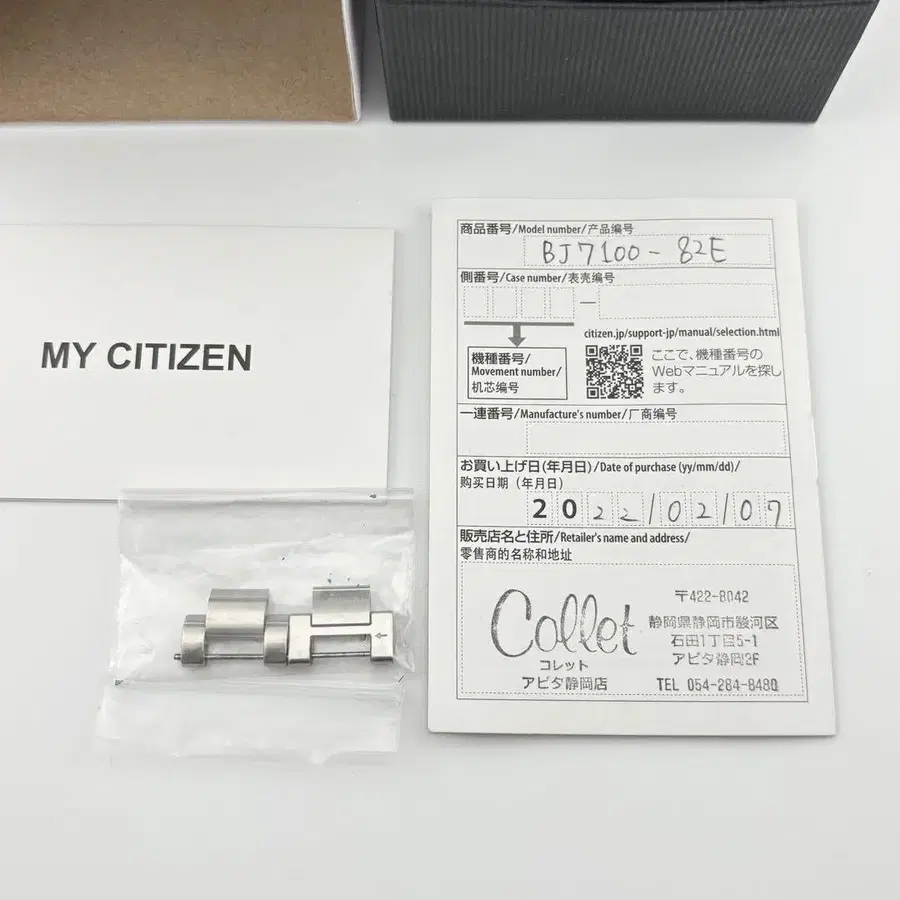 MY CITIZEN
商品番号/Model number/产品编号
BJ7100-82E
側番号/Case number/表壳编号
citizen.jp/support-jp/manual/selection.html
機種番号/
Movement number/
机芯编号
ここで、機種番号の
Webマニュアルを探し
ます。
一連番号/Manufacture's number/厂商编号
お買い上げ日(年月日)/Date of purchase (yy/mm/dd)/
购买日期（年月日）
2022/02/07
販売店名と住所/Retailer's name and address/
零售商的名称和地址
Collet
コレット
アピタ静岡店
〒422-8042
静岡県静岡市駿河区
石田1丁目5-1
アピタ静岡2F
TEL 054-284-8480